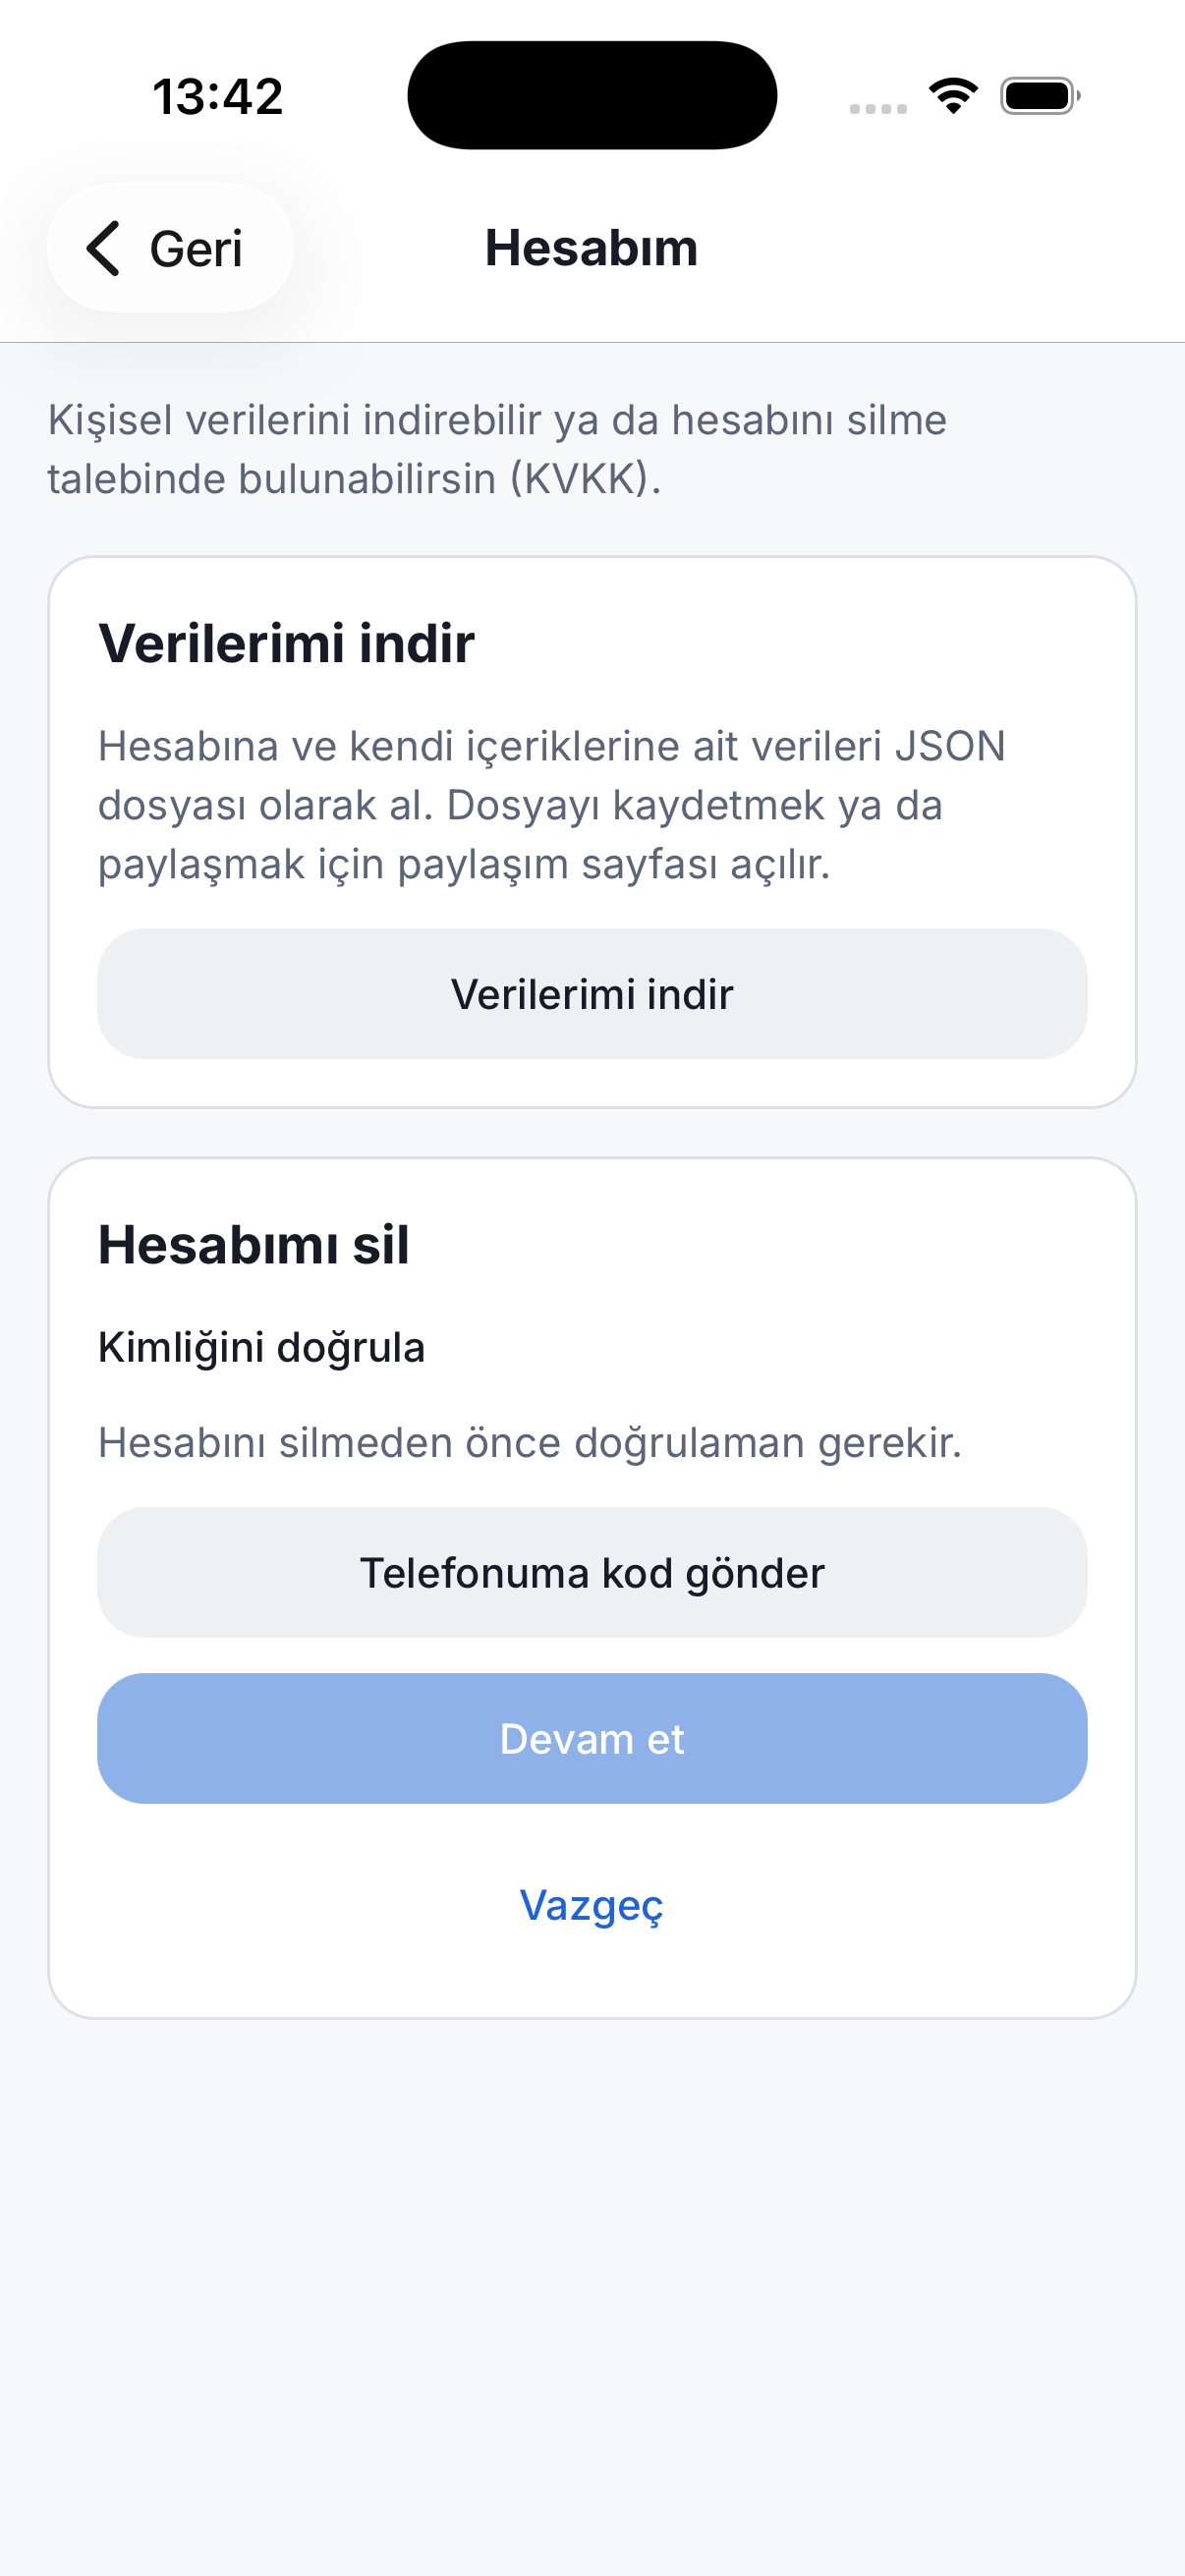 13:42
Geri
Hesabım
Kişisel verilerini indirebilir ya da hesabını silme
talebinde bulunabilirsin (KVKK).
Verilerimi indir
Hesabına ve kendi içeriklerine ait verileri JSON
dosyası olarak al. Dosyayı kaydetmek ya da
paylaşmak için paylaşım sayfası açılır.
Verilerimi indir
Hesabımı sil
Kimliğini doğrula
Hesabını silmeden önce doğrulaman gerekir.
Telefonuma kod gönder
Devam et
Vazgeç